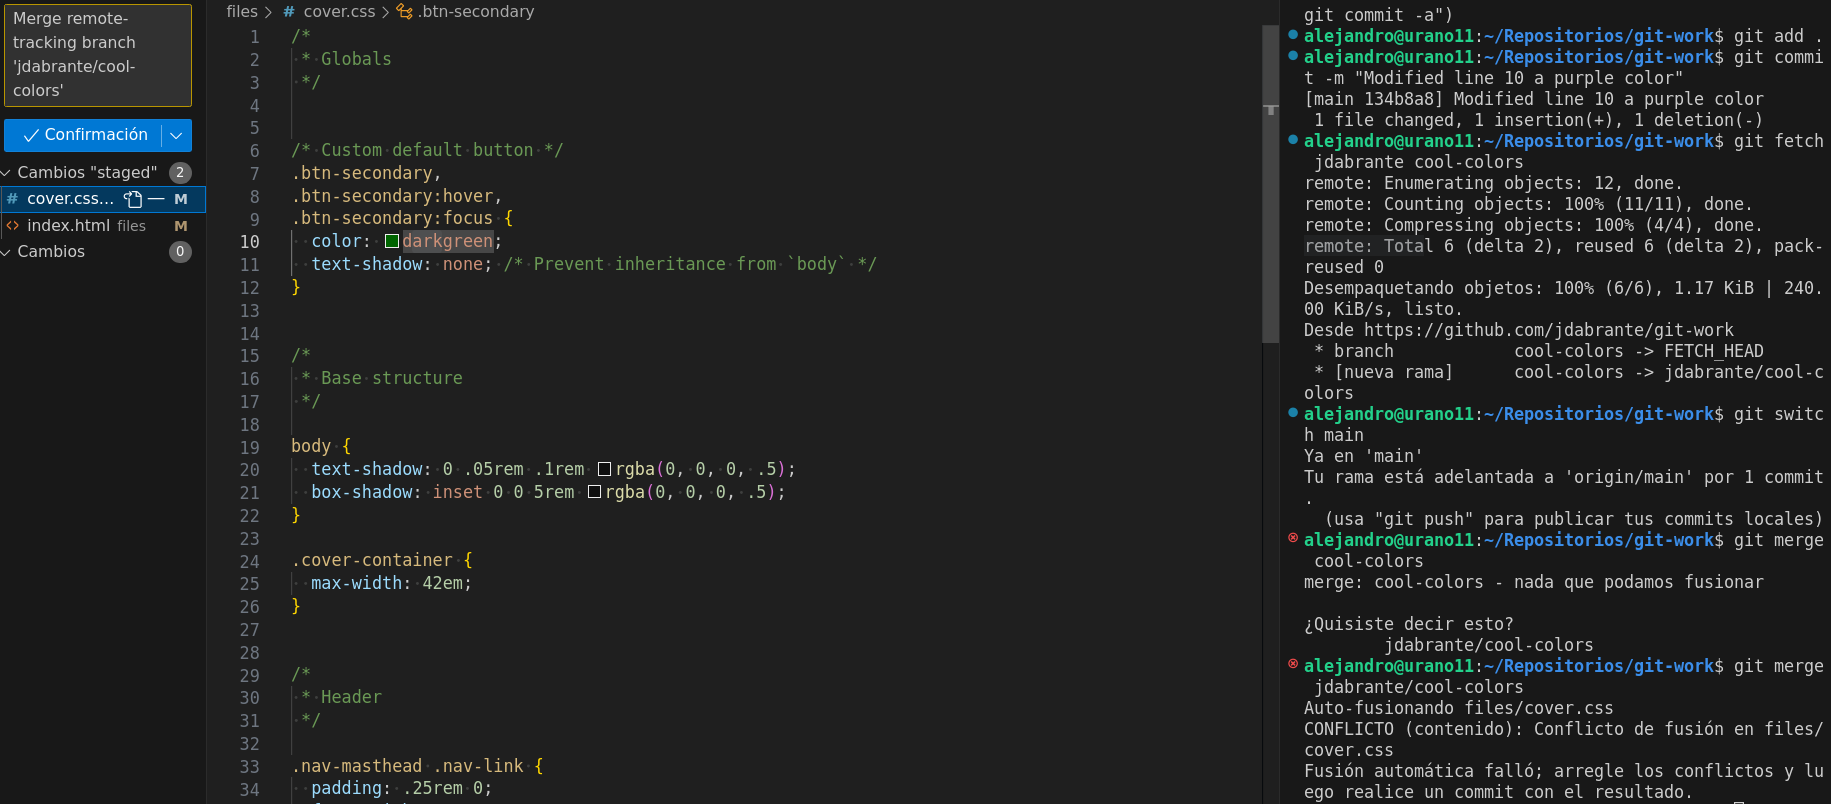 Merge remote-
tracking branch
'jdabrante/cool-
colors'
Confirmación
Cambios "staged" 2
# cover.css... M
<> index.html files M
Cambios 0
files > # cover.css > .btn-secondary
1 /*
2 * Globals
3 */
4
5
6 /* Custom default button */
7 .btn-secondary,
8 .btn-secondary:hover,
9 .btn-secondary:focus {
10 color: darkgreen;
11 text-shadow: none; /* Prevent inheritance from `body` */
12 }
13
14
15 /*
16 * Base structure
17 */
18
19 body {
20 text-shadow: 0 .05rem .1rem rgba(0, 0, 0, .5);
21 box-shadow: inset 0 0 5rem rgba(0, 0, 0, .5);
22 }
23
24 .cover-container {
25 max-width: 42em;
26 }
27
28
29 /*
30 * Header
31 */
32
33 .nav-masthead .nav-link {
34 padding: .25rem 0;
git commit -a")
alejandro@urano11:~/Repositorios/git-work$ git add .
alejandro@urano11:~/Repositorios/git-work$ git commi
t -m "Modified line 10 a purple color"
[main 134b8a8] Modified line 10 a purple color
1 file changed, 1 insertion(+), 1 deletion(-)
alejandro@urano11:~/Repositorios/git-work$ git fetch
jdabrante cool-colors
remote: Enumerating objects: 12, done.
remote: Counting objects: 100% (11/11), done.
remote: Compressing objects: 100% (4/4), done.
remote: Total 6 (delta 2), reused 6 (delta 2), pack-
reused 0
Desempaquetando objetos: 100% (6/6), 1.17 KiB | 240.
00 KiB/s, listo.
Desde https://github.com/jdabrante/git-work
* branch cool-colors -> FETCH_HEAD
* [nueva rama] cool-colors -> jdabrante/cool-c
olors
alejandro@urano11:~/Repositorios/git-work$ git switc
h main
Ya en 'main'
Tu rama está adelantada a 'origin/main' por 1 commit
.
(usa "git push" para publicar tus commits locales)
alejandro@urano11:~/Repositorios/git-work$ git merge
cool-colors
merge: cool-colors - nada que podamos fusionar
¿Quisiste decir esto?
jdabrante/cool-colors
alejandro@urano11:~/Repositorios/git-work$ git merge
jdabrante/cool-colors
Auto-fusionando files/cover.css
CONFLICTO (contenido): Conflicto de fusión en files/
cover.css
Fusión automática falló; arregle los conflictos y lu
ego realice un commit con el resultado.